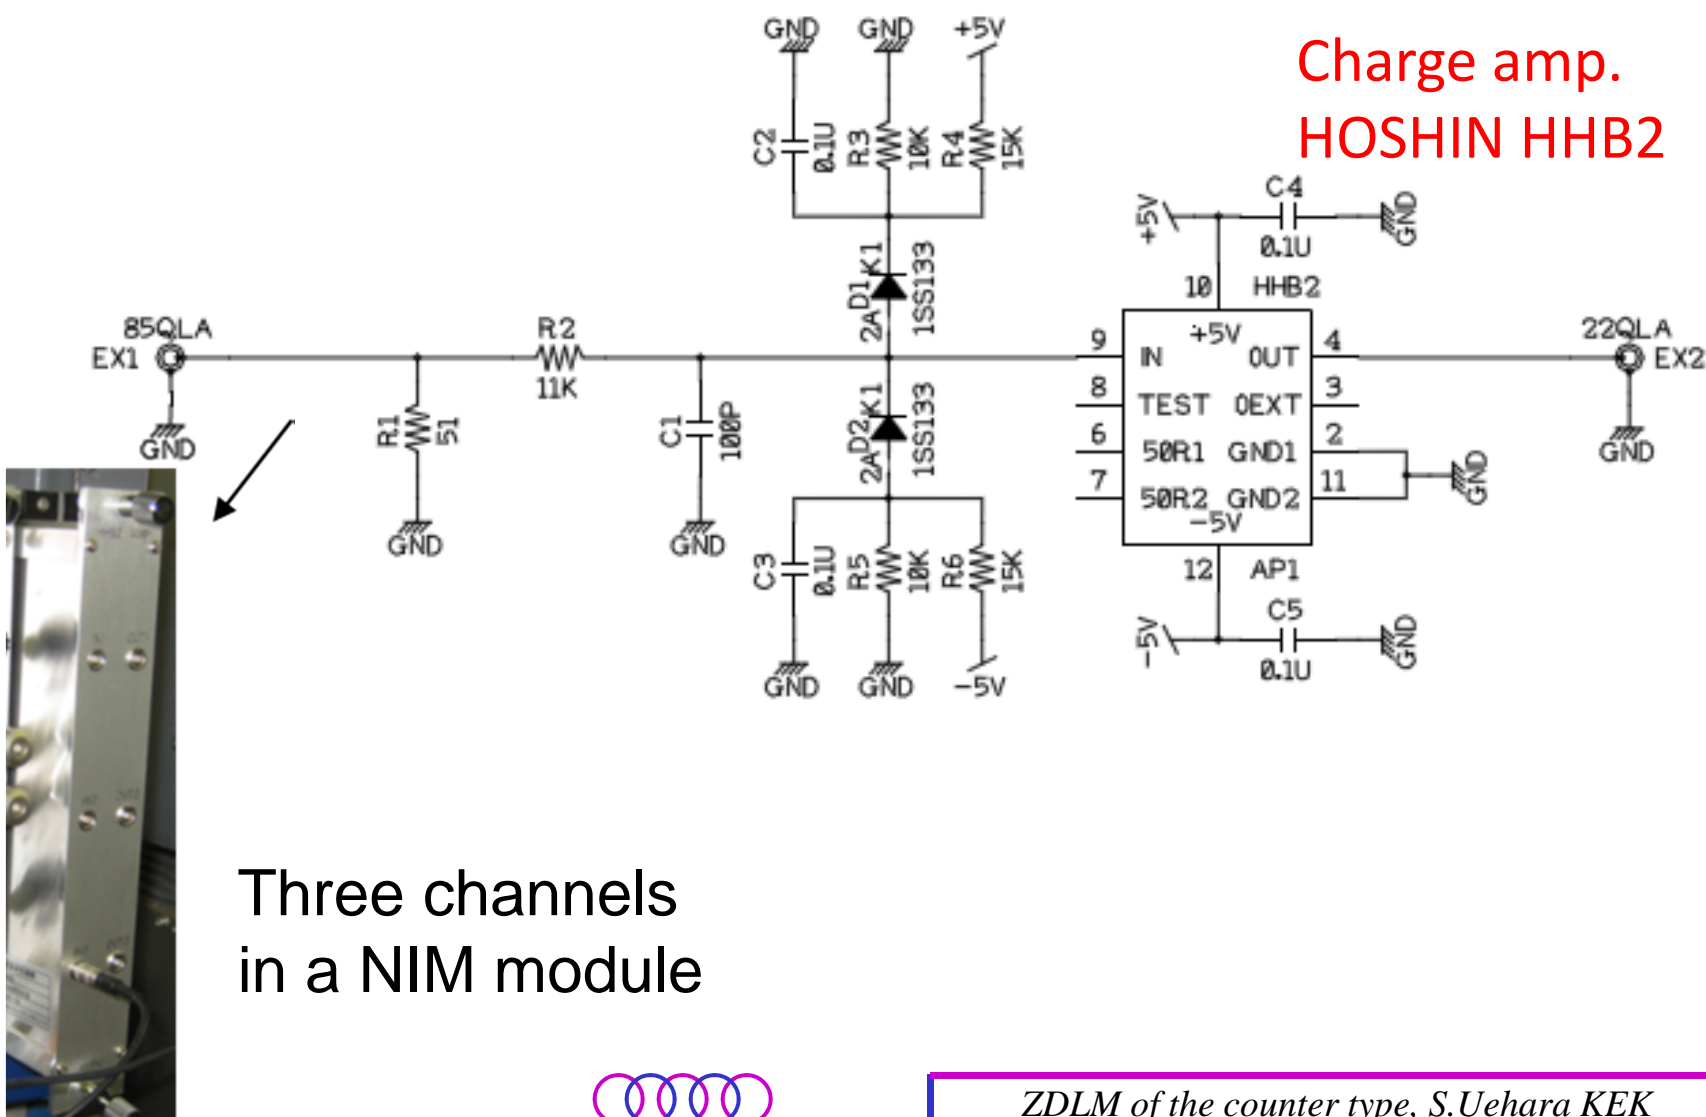 GND GND +5V
Charge amp.
HOSHIN HHB2
C2 0.1U R3 10K R4 15K
+5V C4 GND
0.1U
10 HHB2
2A D1 K1 1SS133
85QLA R2 9 IN +5V OUT 4 22QLA
EX1 EX2
11K
8 TEST OEXT 3
R1 51 C1 100P 2A D2 K1 1SS133
GND 6 50R1 GND1 2 GND
7 50R2 GND2 11 GND
-5V
GND GND
C3 0.1U R5 10K R6 15K
12 AP1
-5V C5 GND
0.1U
GND GND -5V
Three channels
in a NIM module
ZDLM of the counter type, S.Uehara KEK